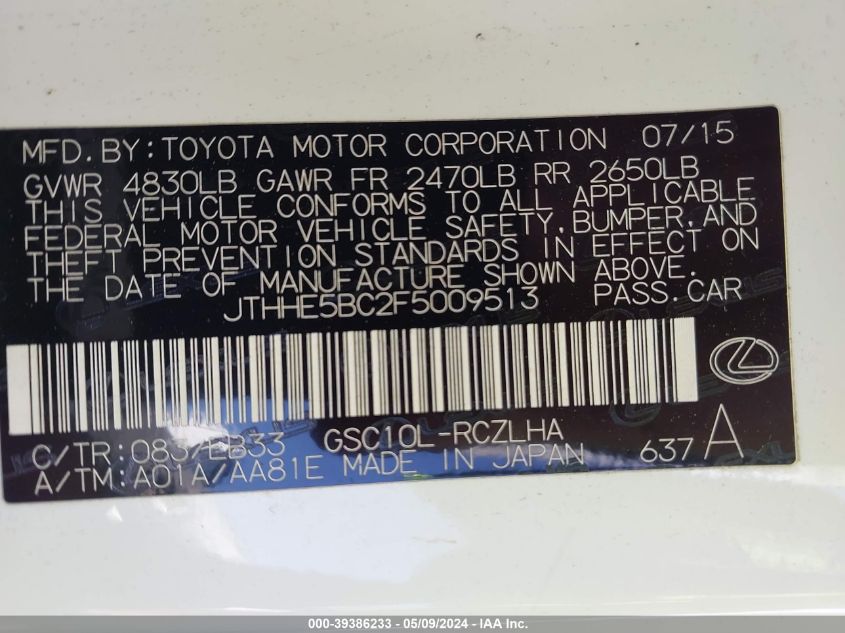 MFD.BY:TOYOTA MOTOR CORPORATION 07/15
GVWR 4830LB GAWR FR 2470LB RR 2650LB
THIS VEHICLE CONFORMS TO ALL APPLICABLE
FEDERAL MOTOR VEHICLE SAFETY,BUMPER,AND
THEFT PREVENTION STANDARDS IN EFFECT ON
THE DATE OF MANUFACTURE SHOWN ABOVE.
JTHHE5BC2F5009513 PASS.CAR
C/TR:083/EB33 GSC10L-RCZLHA
A/TM:A01A/AA81E MADE IN JAPAN 637 A
000-39386233 - 05/09/2024 - IAA Inc.